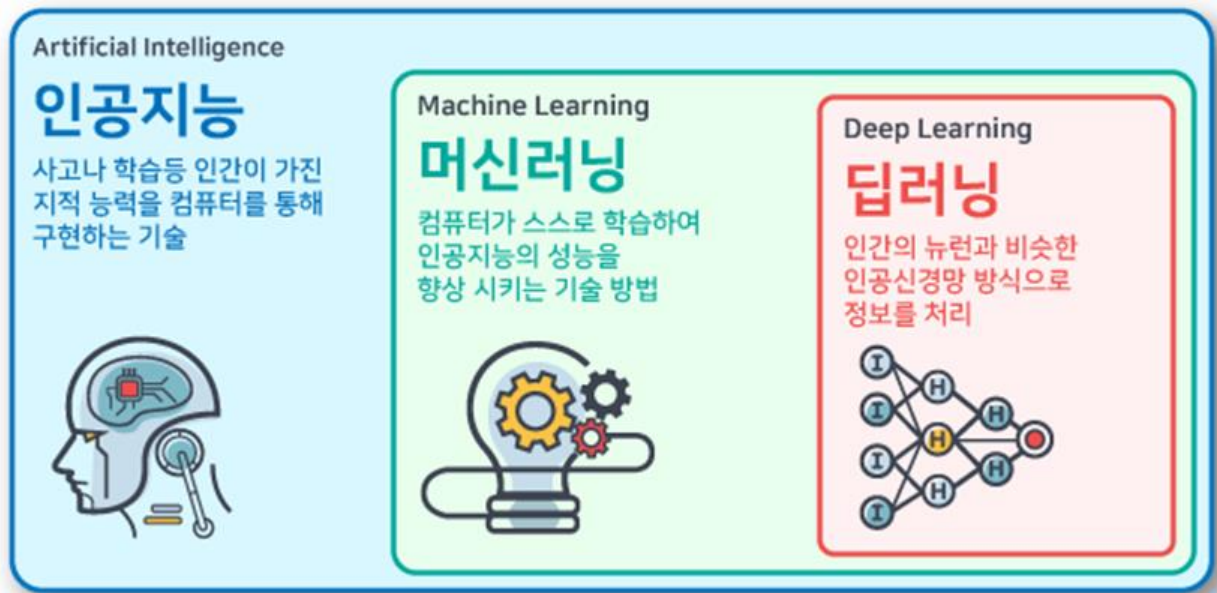 Artificial Intelligence
인공지능
사고나 학습등 인간이 가진
지적 능력을 컴퓨터를 통해
구현하는 기술
Machine Learning
머신러닝
컴퓨터가 스스로 학습하여
인공지능의 성능을
향상 시키는 기술 방법
Deep Learning
딥러닝
인간의 뉴런과 비슷한
인공신경망 방식으로
정보를 처리
I
H
I
H
H
I
H
H
I